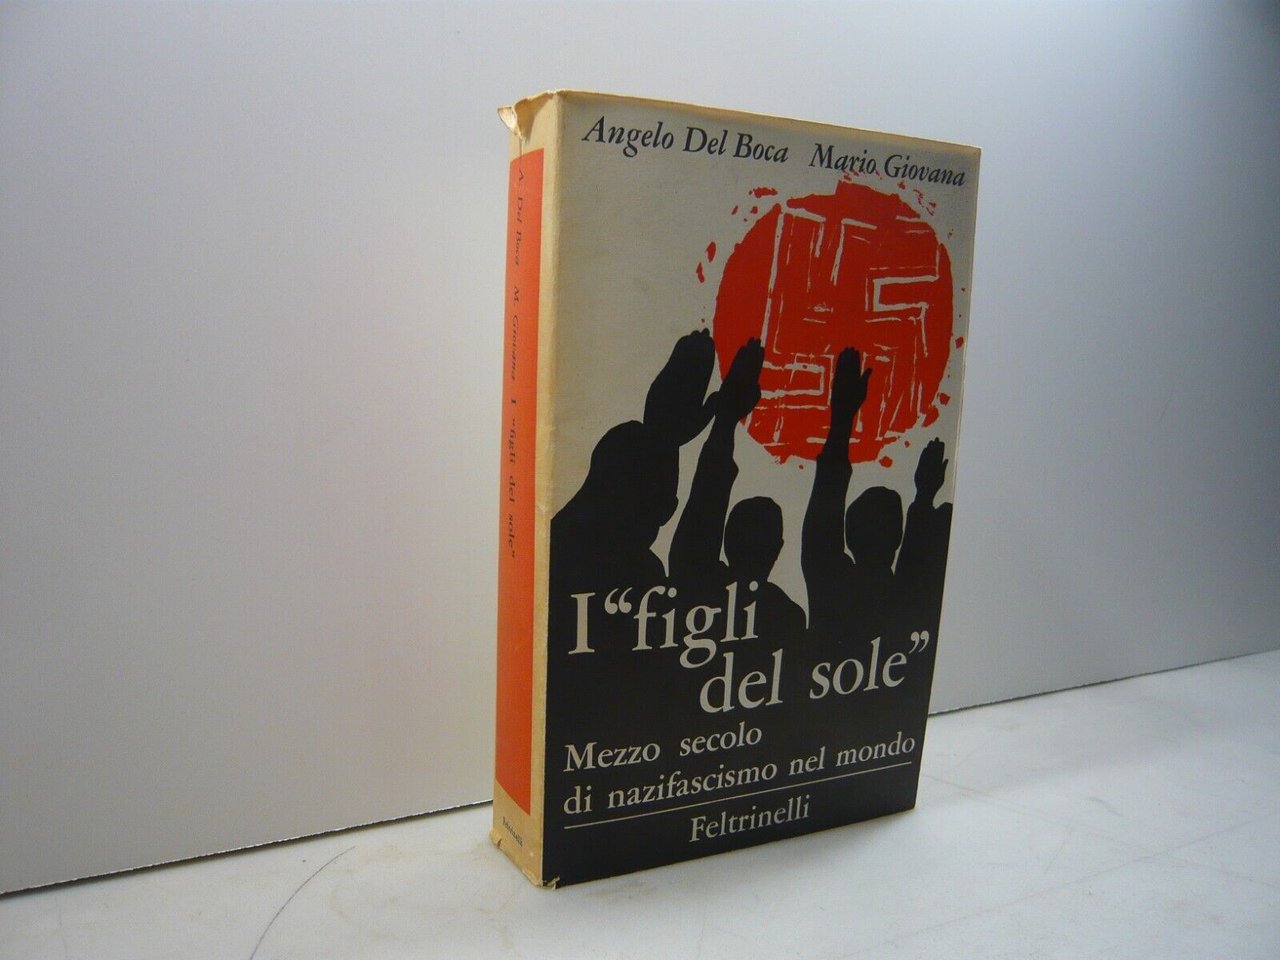 Angelo Del Boca Mario Giovana
I “figli
del sole”
Mezzo secolo
di nazifascismo nel mondo
Feltrinelli
A. Del Boca M. Giovana I “figli del sole”
Feltrinelli